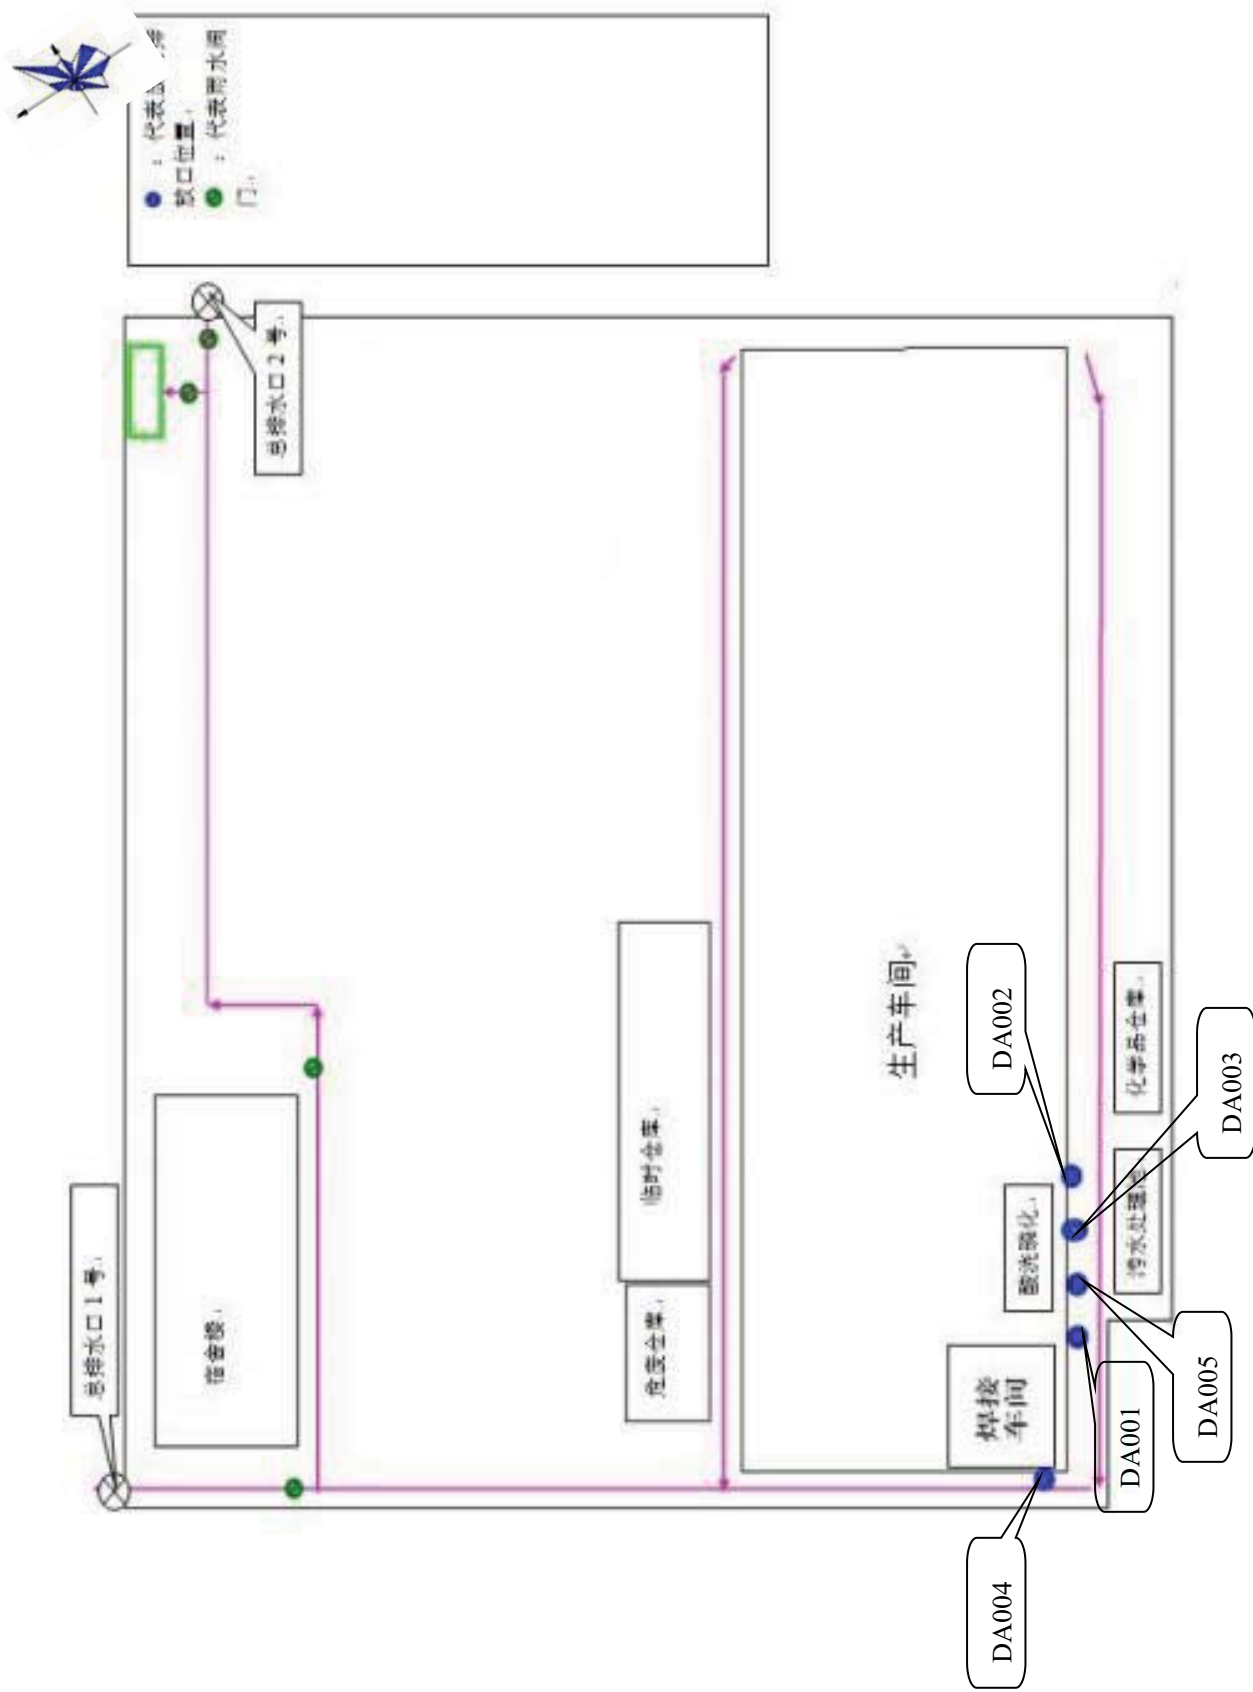 ：代表
放口位置.
：代表雨水阀
门.
总排水口 2 号.
总排水口 1 号.
宿舍楼.
临时仓库.
危废仓库.
生产车间
酸洗磷化.
焊接
车间
化学品仓库.
污水处理
DA002
DA003
DA005
DA001
DA004